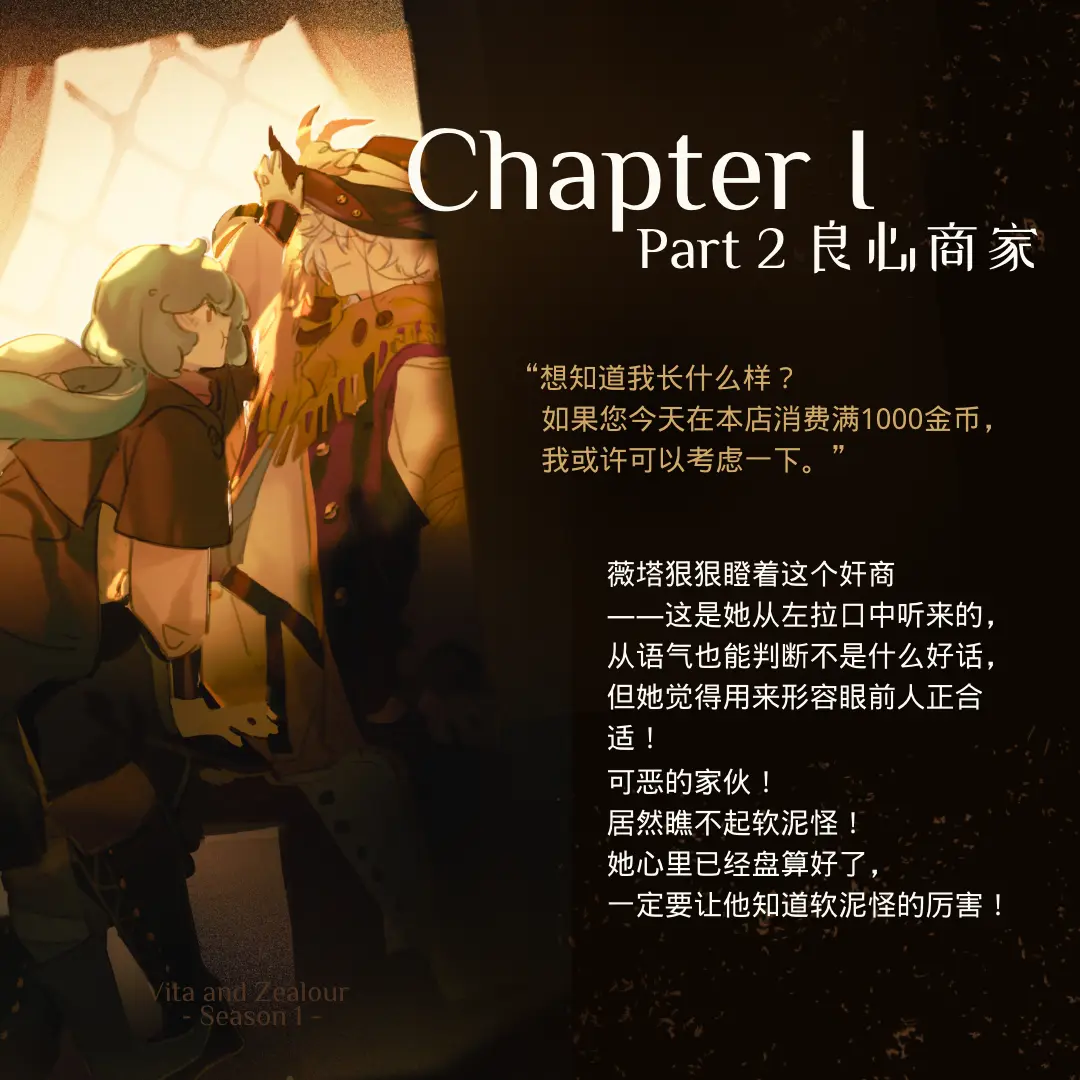 Chapter 1
Part 2 良心商家
“想知道我长什么样？
如果您今天在本店消费满1000金币，
我或许可以考虑一下。”
薇塔狠狠瞪着这个奸商
——这是她从左拉口中听来的，
从语气也能判断不是什么好话，
但她觉得用来形容眼前人正合
适！
可恶的家伙！
居然瞧不起软泥怪！
她心里已经盘算好了，
一定要让他知道软泥怪的厉害！
Vita and Zealour
- Season 1 -